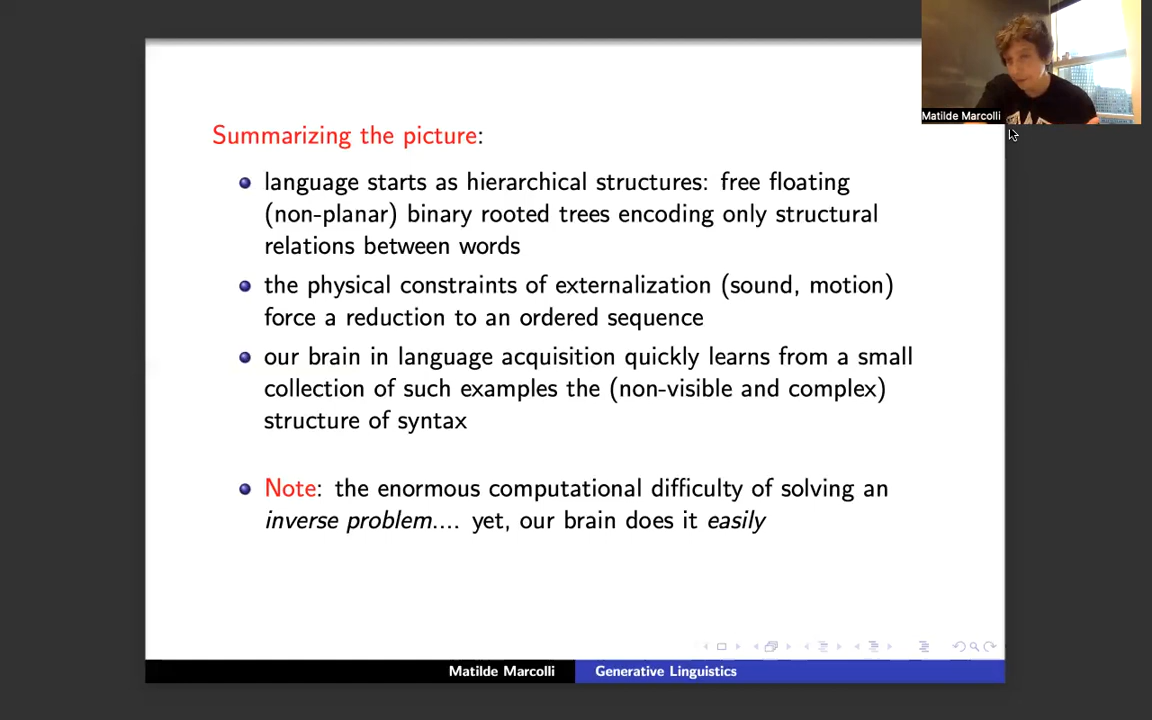 Matilde Marcolli
Summarizing the picture:
language starts as hierarchical structures: free floating
(non-planar) binary rooted trees encoding only structural
relations between words
the physical constraints of externalization (sound, motion)
force a reduction to an ordered sequence
our brain in language acquisition quickly learns from a small
collection of such examples the (non-visible and complex)
structure of syntax
Note: the enormous computational difficulty of solving an
inverse problem.... yet, our brain does it easily
Matilde Marcolli
Generative Linguistics